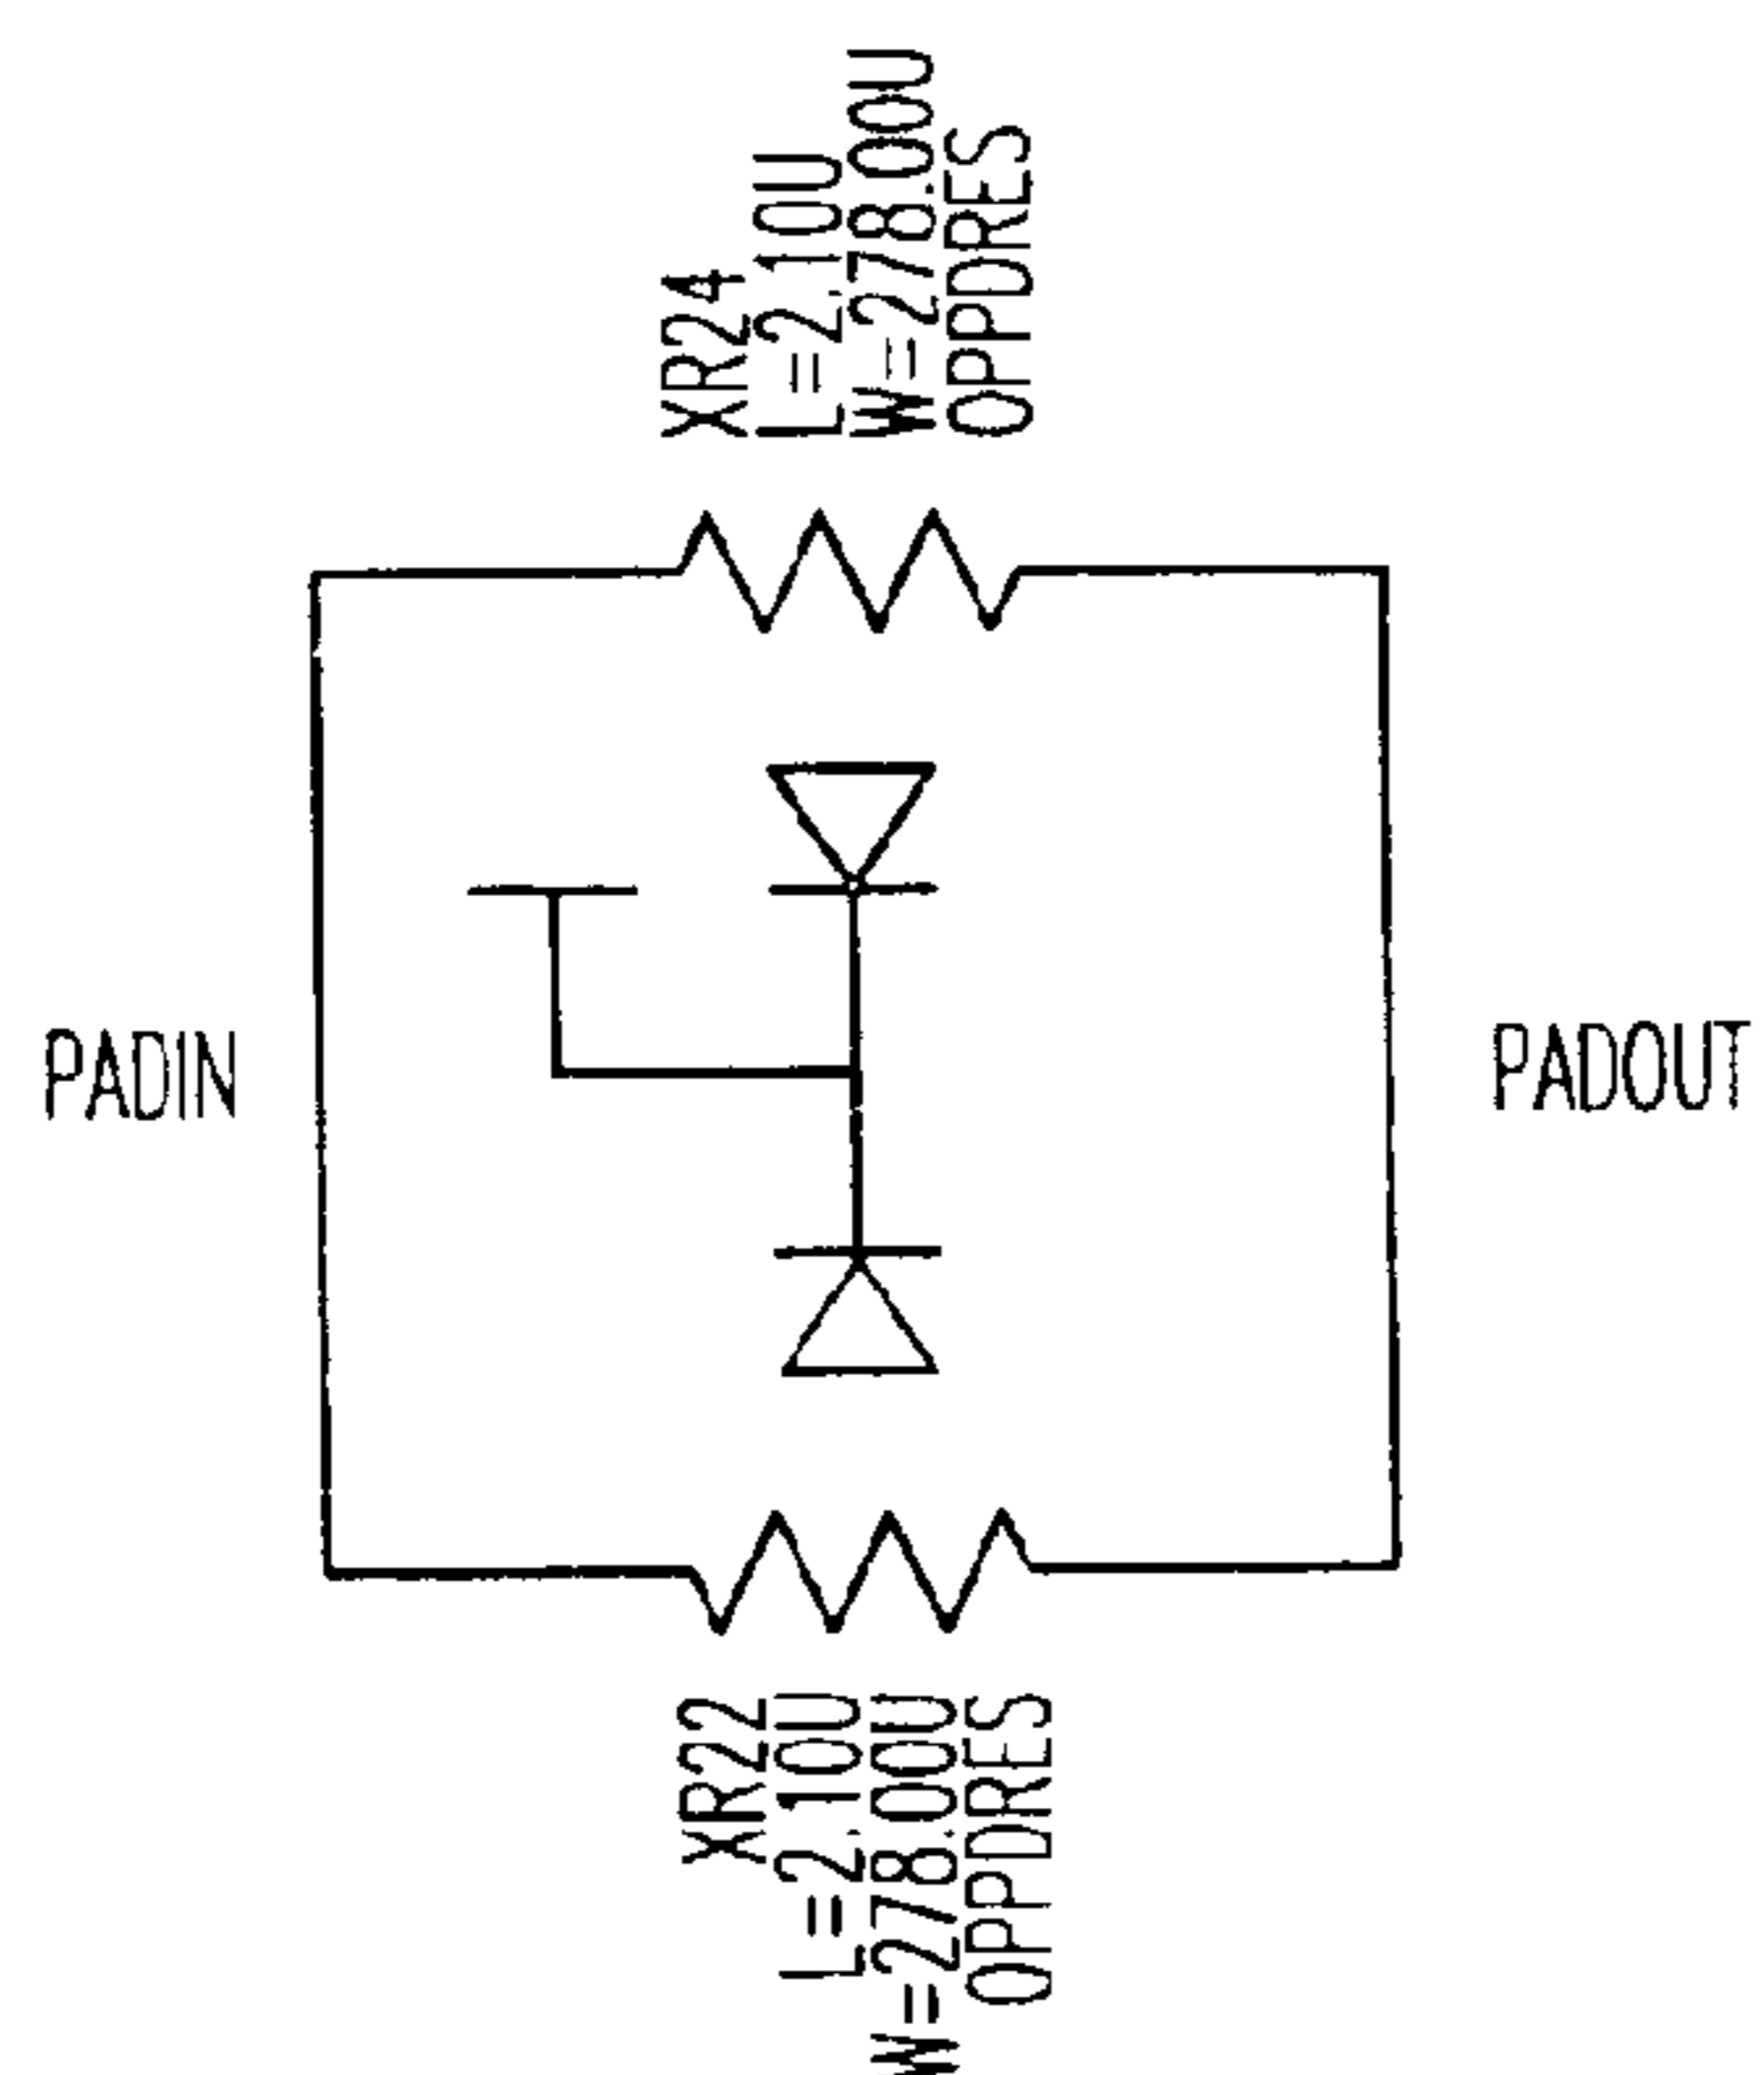 XR24
L=2.10U
W=278.00U
OPPDRES
PADIN
PADOUT
XR22
L=2.10U
W=278.00U
OPPDRES